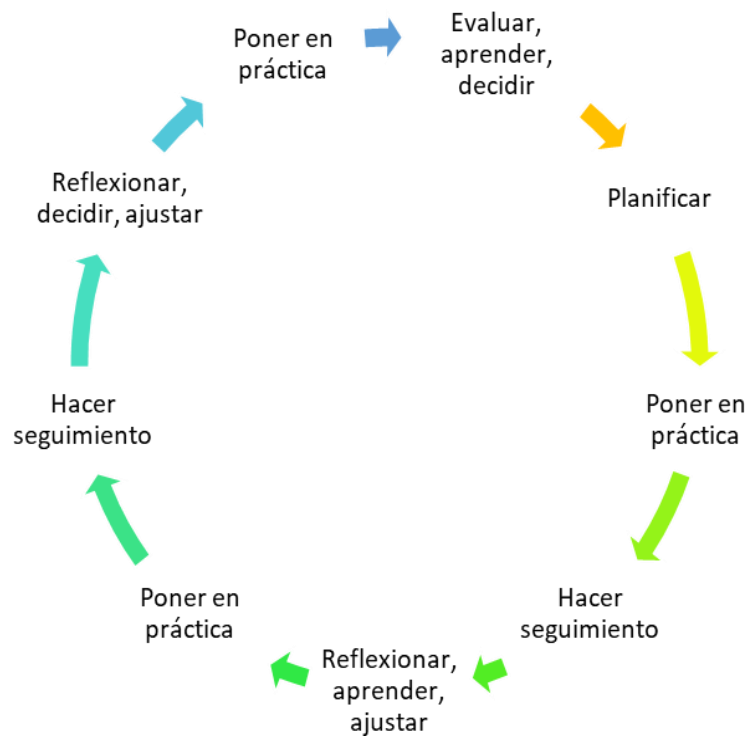 Evaluar,
aprender,
decidir
Planificar
Poner en
práctica
Hacer
seguimiento
Reflexionar,
aprender,
ajustar
Poner en
práctica
Hacer
seguimiento
Reflexionar,
decidir, ajustar
Poner en
práctica